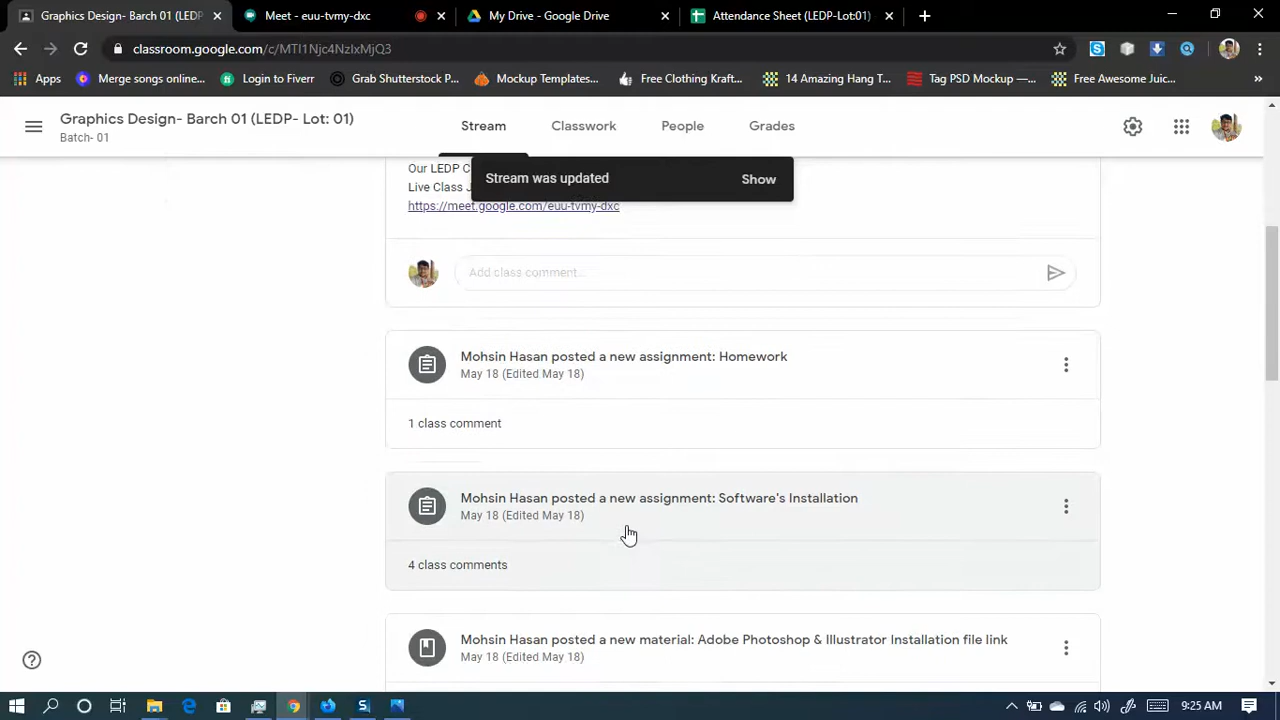 Graphics Design- Barch 01 (LEDP
Meet - euu-tvmy-dxc
My Drive - Google Drive
Attendance Sheet (LEDP-Lot:01)
classroom.google.com/c/MTI1Njc4NzIxMjQ3
Apps
Merge songs online...
Login to Fiverr
Grab Shutterstock P...
Mockup Templates...
Free Clothing Kraft...
14 Amazing Hang T...
Tag PSD Mockup —...
Free Awesome Juic...
»
Graphics Design- Barch 01 (LEDP- Lot: 01)
Batch- 01
Stream
Classwork
People
Grades
Our LEDP C
Stream was updated
Show
Live Class J
https://meet.google.com/euu-tvmy-dxc
Add class comment...
Mohsin Hasan posted a new assignment: Homework
May 18 (Edited May 18)
1 class comment
Mohsin Hasan posted a new assignment: Software's Installation
May 18 (Edited May 18)
4 class comments
Mohsin Hasan posted a new material: Adobe Photoshop & Illustrator Installation file link
May 18 (Edited May 18)
9:25 AM